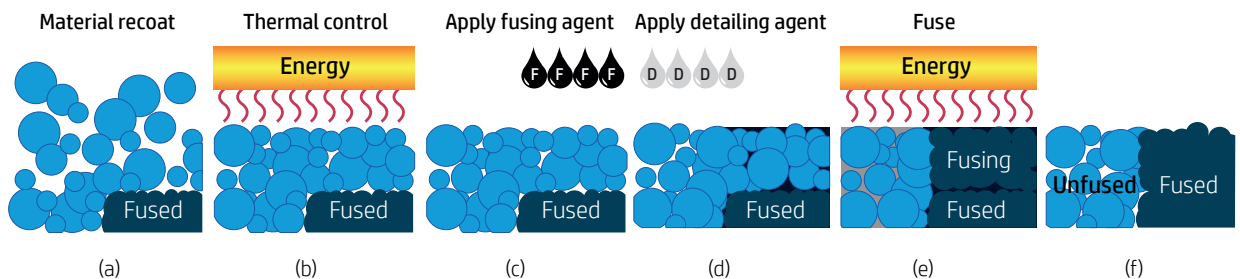 Material recoat
Thermal control
Apply fusing agent
Apply detailing agent
Fuse
Energy
F F F F
D D D D
Energy
Fusing
Unfused
Fused
Fused
Fused
Fused
Fused
Fused
(a)
(b)
(c)
(d)
(e)
(f)